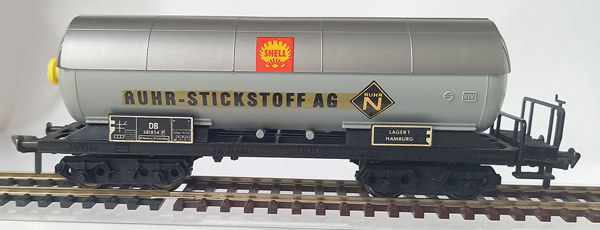 SHELL
RUHR-STICKSTOFF AG
RUHR
N
DB
LAGER 1
HAMBURG